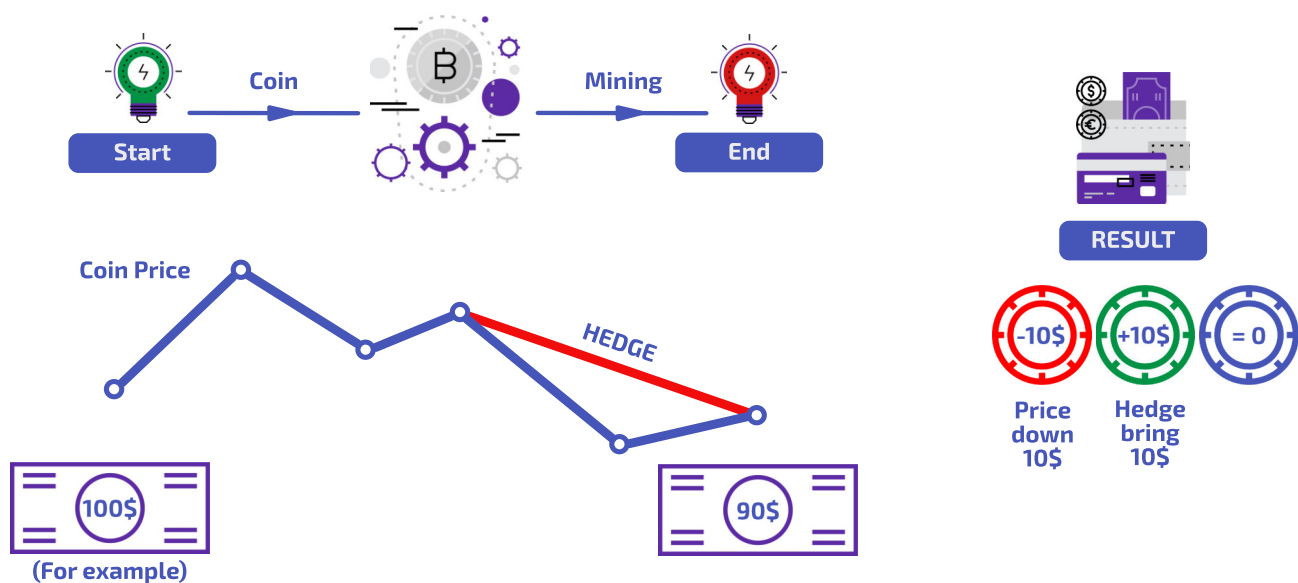 Coin
Mining
Start
End
$
€
RESULT
Coin Price
HEDGE
-10$
+10$
= 0
Price
down
10$
Hedge
bring
10$
100$
90$
(For example)